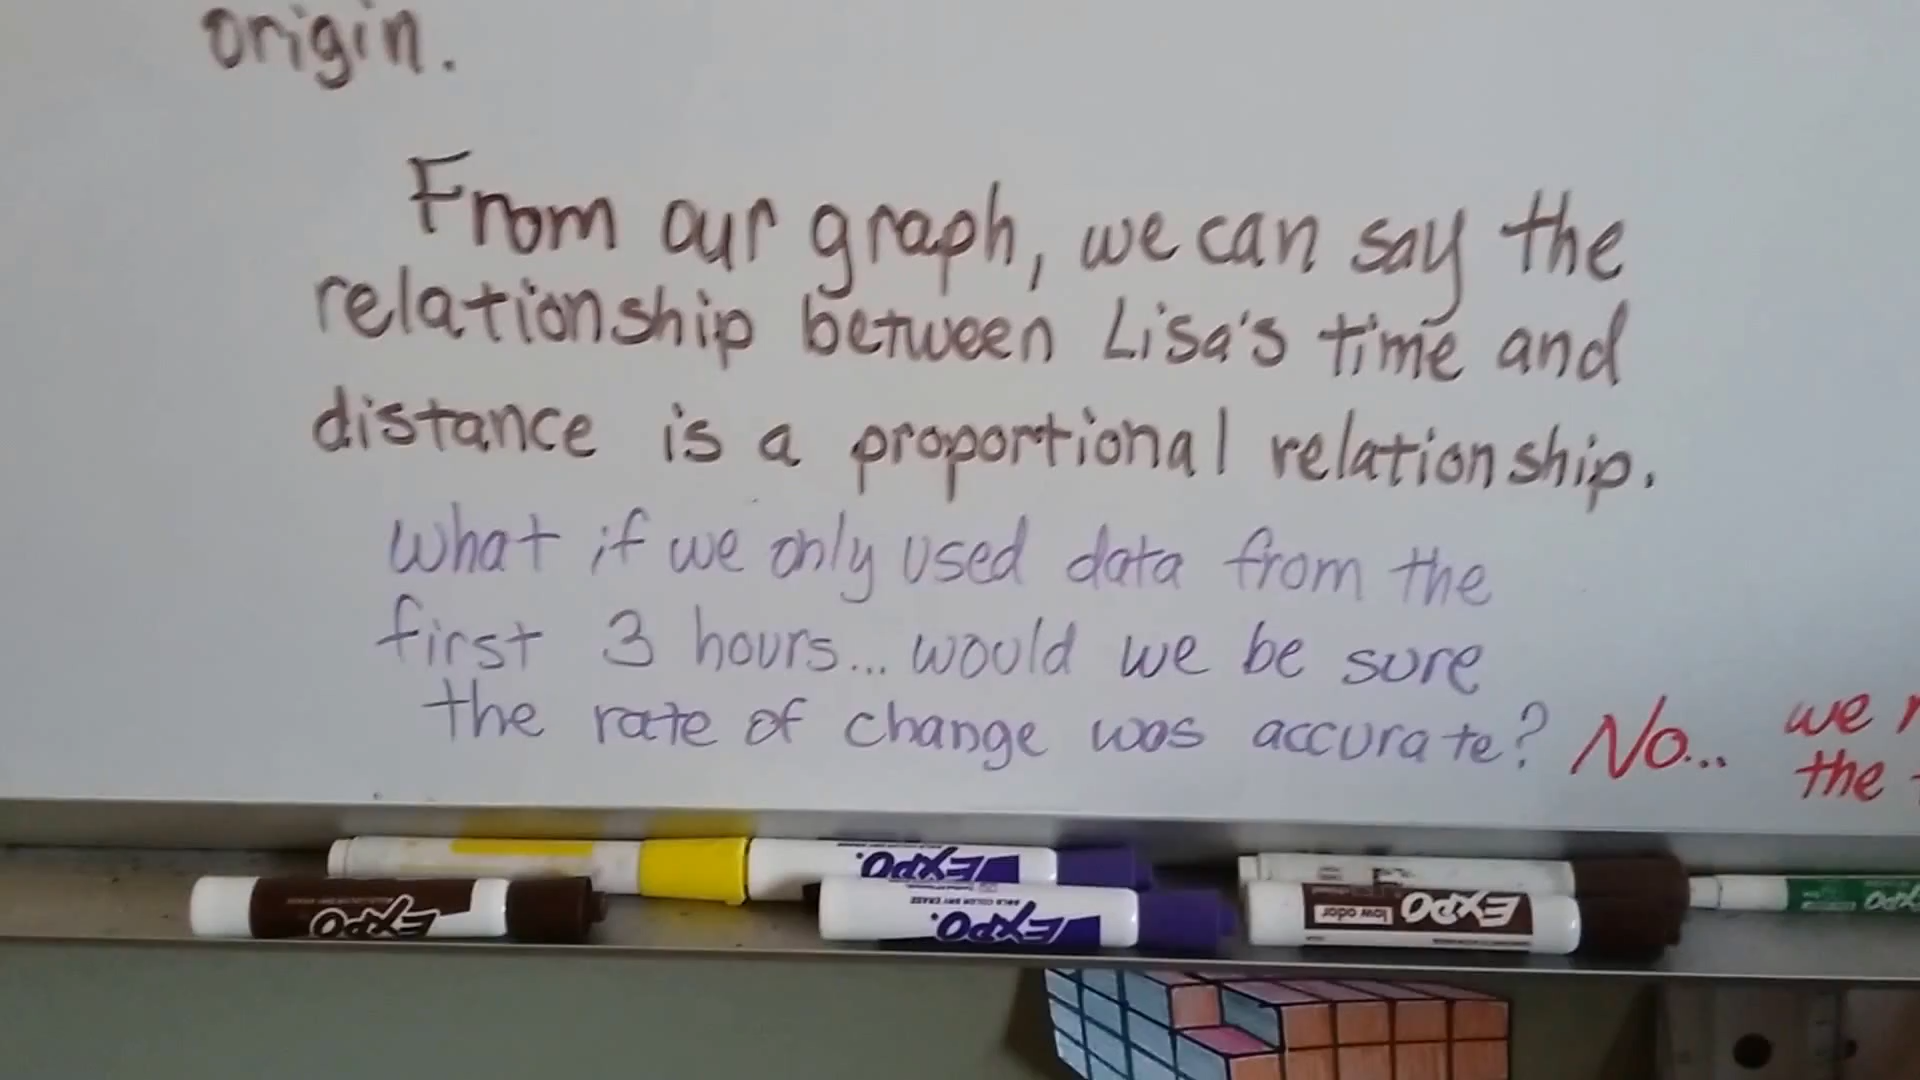 origin.
From our graph, we can say the
relationship between Lisa's time and
distance is a proportional relationship.
What if we only used data from the
first 3 hours... would we be sure
the rate of change was accurate? No... we
the
EXPO.
EXPO
EXPO.
low odor EXPO
EXPO